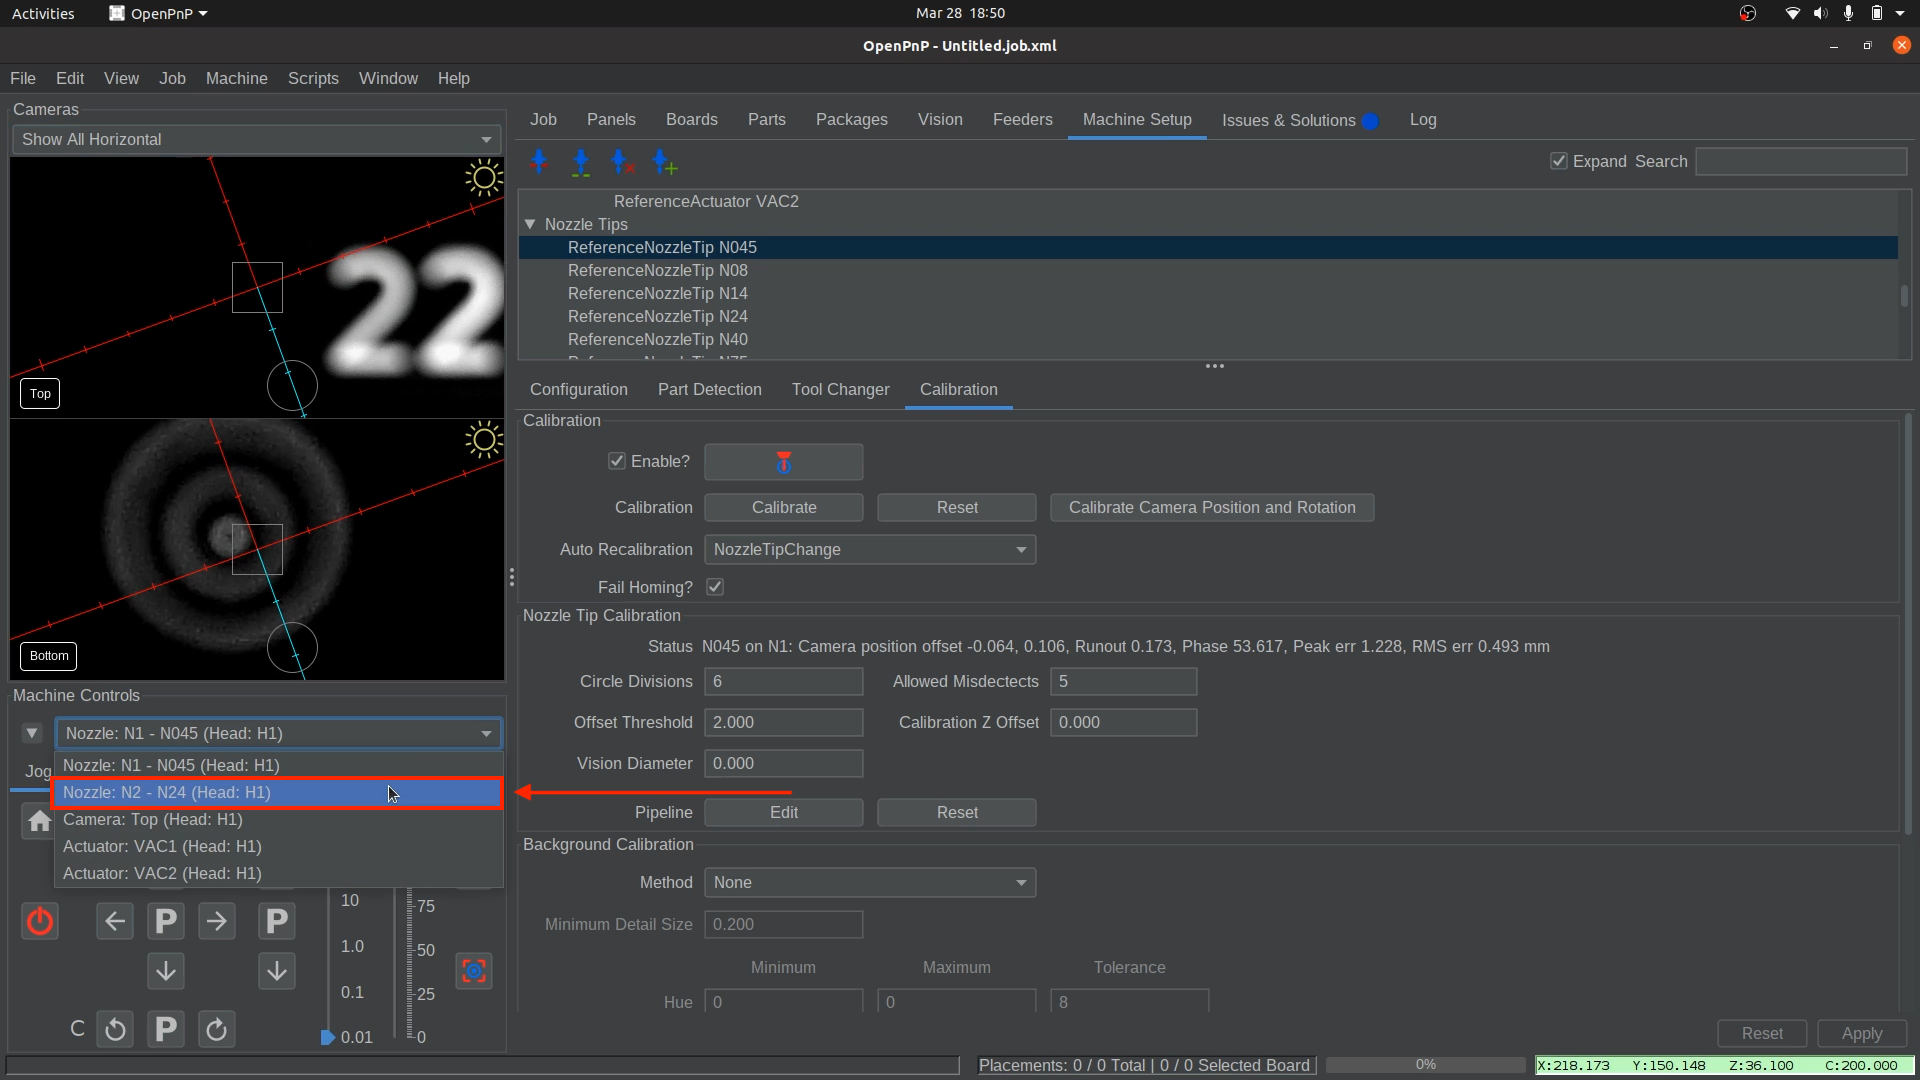 Activities
OpenPnP
Mar 28 18:50
OpenPnP - Untitled.job.xml
File Edit View Job Machine Scripts Window Help
Cameras
Show All Horizontal
22
Top
Bottom
Machine Controls
Nozzle: N1 - N045 (Head: H1)
Jog
Nozzle: N1 - N045 (Head: H1)
Nozzle: N2 - N24 (Head: H1)
Camera: Top (Head: H1)
Actuator: VAC1 (Head: H1)
Actuator: VAC2 (Head: H1)
10
1.0
0.1
0.01
75
50
25
0
P P
C P
Job Panels Boards Parts Packages Vision Feeders Machine Setup Issues & Solutions Log
Expand Search
ReferenceActuator VAC2
Nozzle Tips
ReferenceNozzleTip N045
ReferenceNozzleTip N08
ReferenceNozzleTip N14
ReferenceNozzleTip N24
ReferenceNozzleTip N40
Configuration Part Detection Tool Changer Calibration
Calibration
Enable?
Calibration Calibrate Reset Calibrate Camera Position and Rotation
Auto Recalibration NozzleTipChange
Fail Homing?
Nozzle Tip Calibration
Status N045 on N1: Camera position offset -0.064, 0.106, Runout 0.173, Phase 53.617, Peak err 1.228, RMS err 0.493 mm
Circle Divisions 6 Allowed Misdectects 5
Offset Threshold 2.000 Calibration Z Offset 0.000
Vision Diameter 0.000
Pipeline Edit Reset
Background Calibration
Method None
Minimum Detail Size 0.200
Minimum Maximum Tolerance
Hue 0 0 8
Reset Apply
Placements: 0 / 0 Total | 0 / 0 Selected Board
0%
X:218.173 Y:150.148 Z:36.100 C:200.000